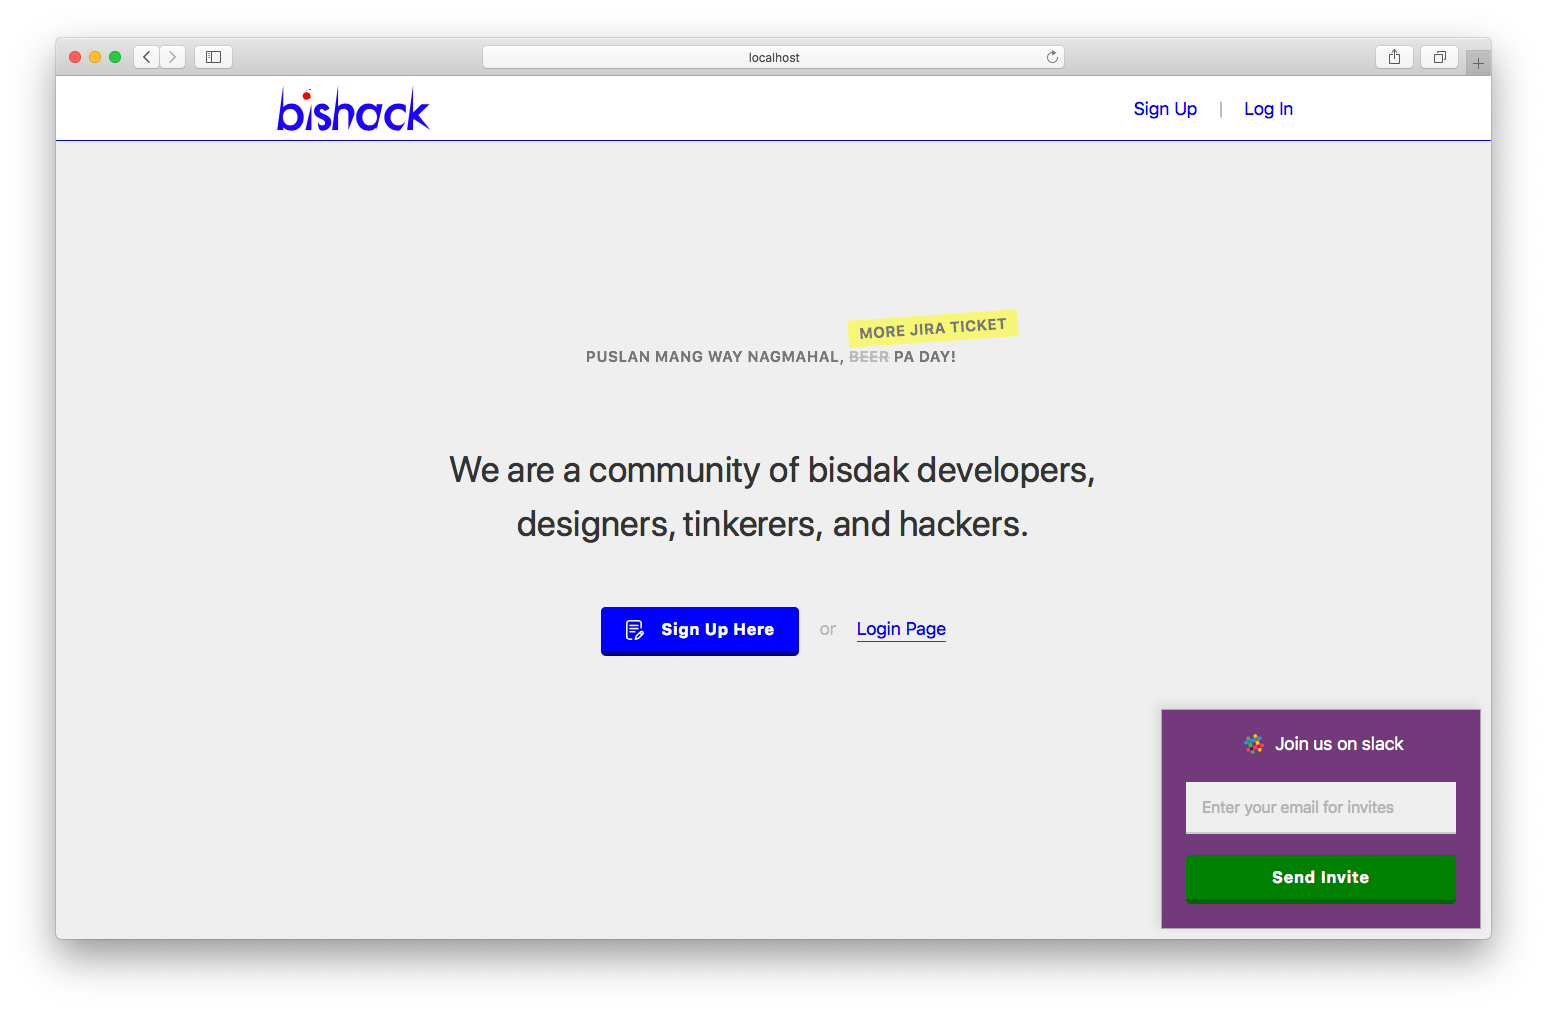 localhost
bishack
Sign Up | Log In
MORE JIRA TICKET
PUSLAN MANG WAY NAGMAHAL, BEER PA DAY!
We are a community of bisdak developers,
designers, tinkerers, and hackers.
Sign Up Here or Login Page
Join us on slack
Enter your email for invites
Send Invite